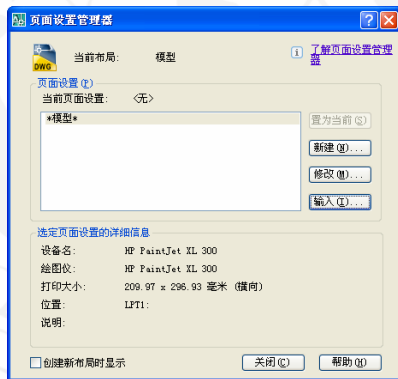 页面设置管理器
DWG
当前布局: 模型
i 了解页面设置管理器
页面设置(P)
当前页面设置: <无>
*模型*
置为当前(S)
新建(N)...
修改(M)...
输入(I)...
选定页面设置的详细信息
设备名: HP PaintJet XL 300
绘图仪: HP PaintJet XL 300
打印大小: 209.97 x 296.93 毫米 (横向)
位置: LPT1:
说明:
创建新布局时显示
关闭(C)
帮助(H)